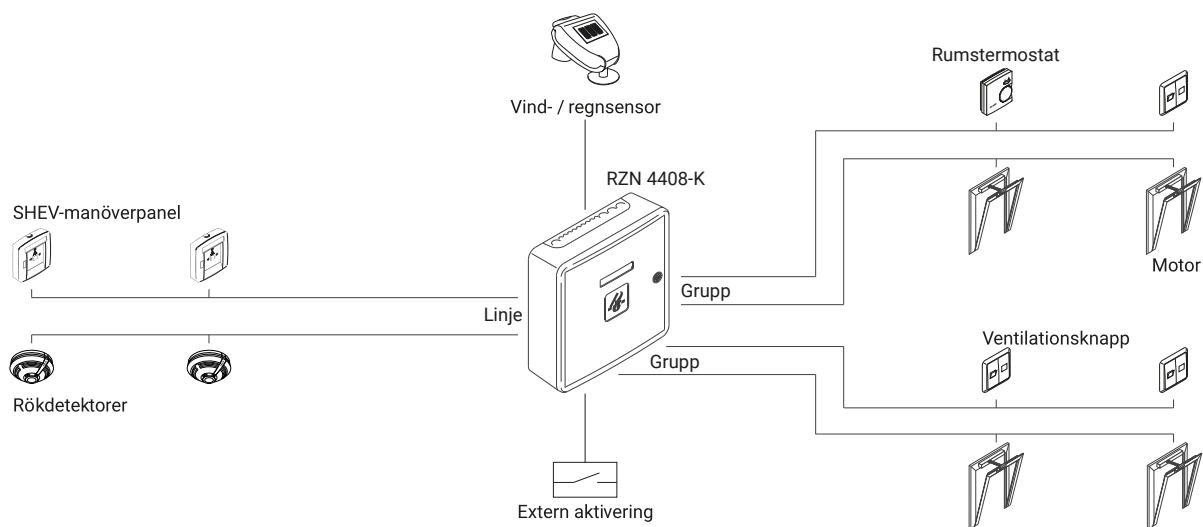 Rumstermostat
Vind- / regnsensor
RZN 4408-K
SHEV-manöverpanel
Motor
Grupp
Linje
Ventilationsknapp
Grupp
Rökdetektorer
Extern aktivering